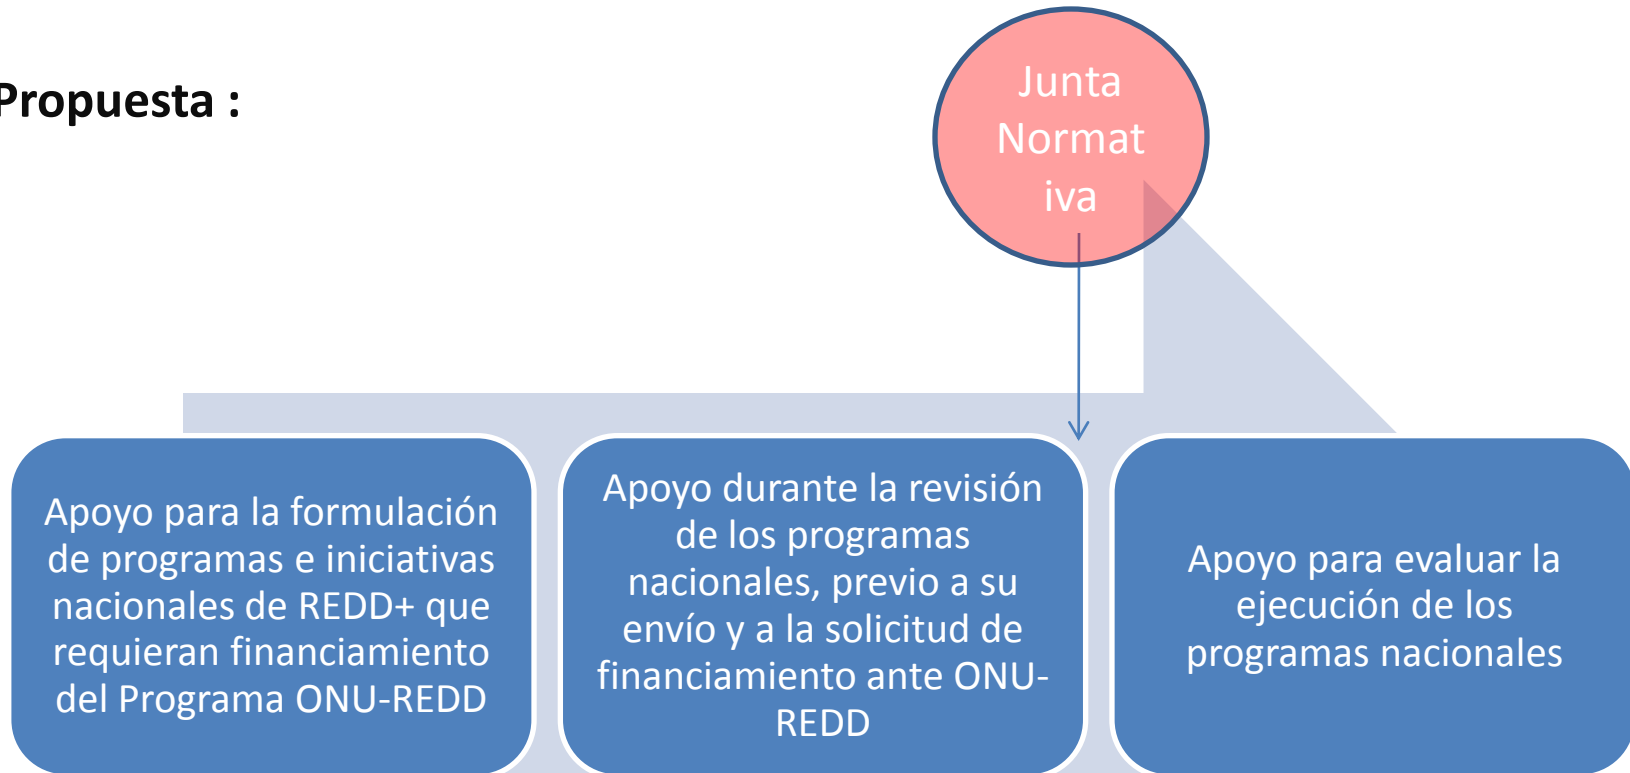 Propuesta :
Junta
Normat
iva
Apoyo para la formulación
de programas e iniciativas
nacionales de REDD+ que
requieran financiamiento
del Programa ONU-REDD
Apoyo durante la revisión
de los programas
nacionales, previo a su
envío y a la solicitud de
financiamiento ante ONU-
REDD
Apoyo para evaluar la
ejecución de los
programas nacionales